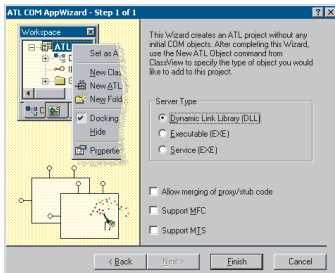 ATL COM AppWizard - Step 1 of 1
Workspace
ATL
Set as A
New Clas
New ATL
New Fold
Docking
Hide
Propertie
This Wizard creates an ATL project without any
initial COM objects. After completing this Wizard,
use the New ATL Object command from
ClassView to specify the type of object you would
like to add to this project.
Server Type
Dynamic Link Library (DLL)
Executable (EXE)
Service (EXE)
Allow merging of proxy/stub code
Support MFC
Support MTS
< Back
Next >
Finish
Cancel